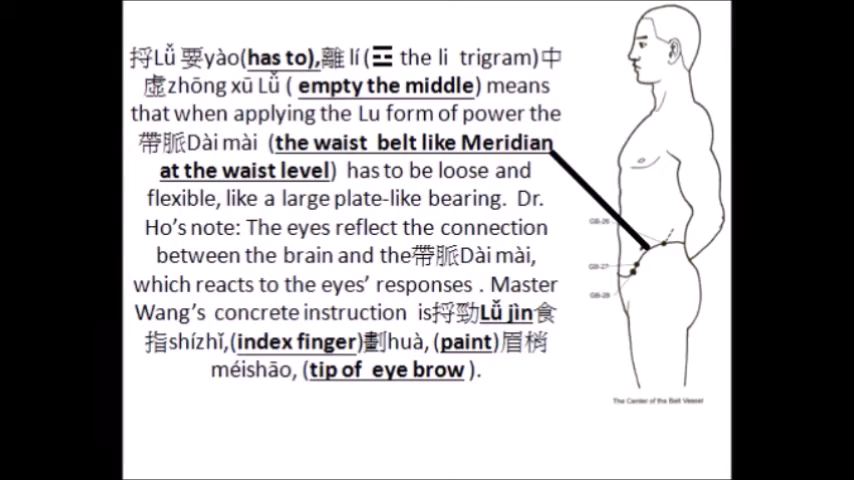 捋Lǚ 要yào(has to),離 lí(☲ the li trigram)中
虛zhōng xū Lǚ ( empty the middle) means
that when applying the Lu form of power the
帶脈Dài mài (the waist belt like Meridian
at the waist level) has to be loose and
flexible, like a large plate-like bearing. Dr.
Ho's note: The eyes reflect the connection
between the brain and the帶脈Dài mài,
which reacts to the eyes' responses . Master
Wang's concrete instruction is捋勁Lǚ jìn食
指shízhǐ,(index finger)劃huà, (paint)眉梢
méishāo, (tip of eye brow ).
GB-26
GB-27
GB-28
The Center of the Belt Vessel